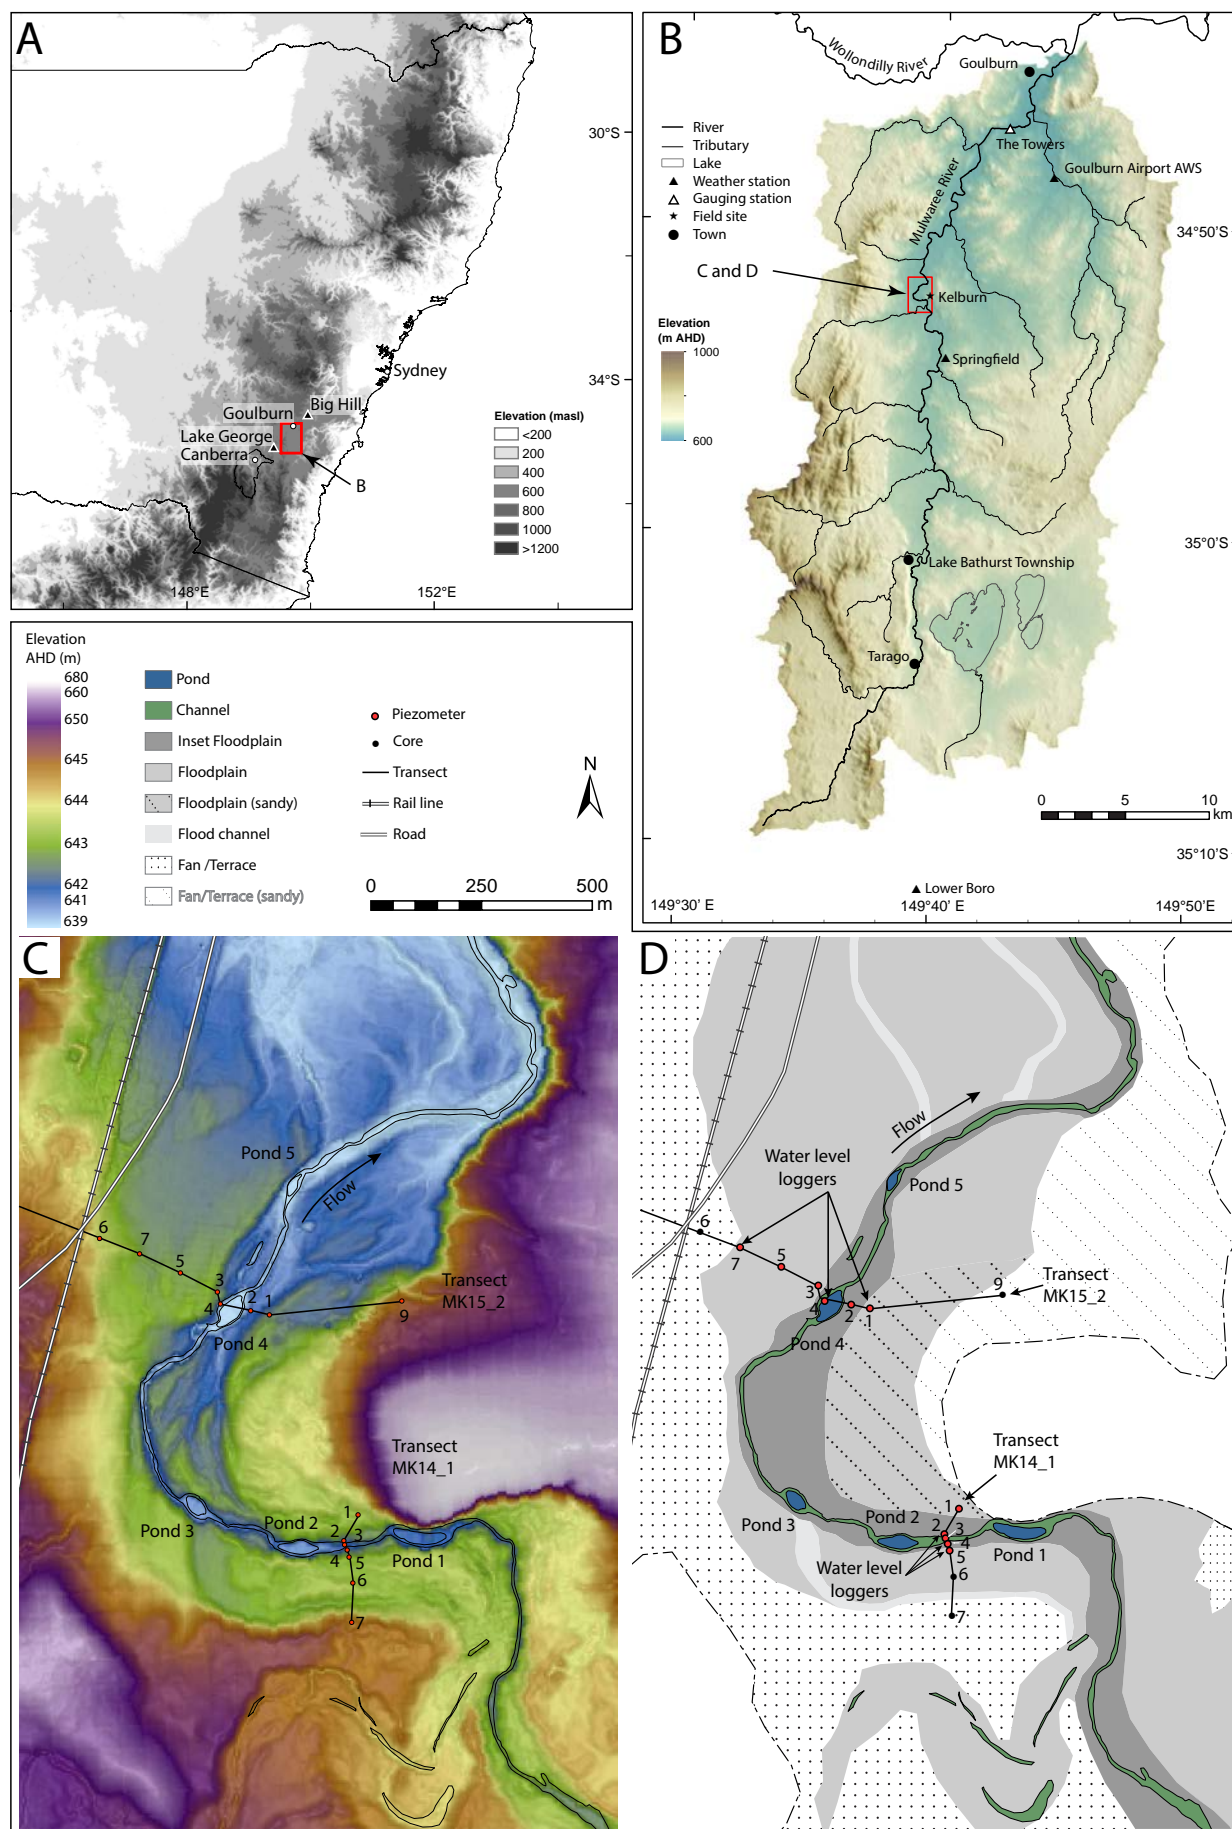 A
30°S
34°S
Sydney
Goulburn
Big Hill
Lake George
Canberra
B
Elevation (masl)
<200
200
400
600
800
1000
>1200
148°E
152°E
B
Wollondilly River
Goulburn
River
Tributary
Lake
Weather station
Gauging station
Field site
Town
The Towers
Goulburn Airport AWS
Mulwaree River
34°50'S
C and D
Kelburn
Elevation
(m AHD)
1000
600
Springfield
35°0'S
Lake Bathurst Township
Tarago
0 5 10
km
35°10'S
Lower Boro
149°30' E
149°40' E
149°50' E
Elevation
AHD (m)
680
660
650
645
644
643
642
641
639
Pond
Channel
Inset Floodplain
Floodplain
Floodplain (sandy)
Flood channel
Fan /Terrace
Fan/Terrace (sandy)
Piezometer
Core
Transect
Rail line
Road
N
0 250 500
m
C
Pond 5
Flow
6
7
5
3
4
2
1
9
Transect
MK15_2
Pond 4
Transect
MK14_1
Pond 3
Pond 2
Pond 1
1
2
3
4
5
6
7
D
Flow
Water level
loggers
Pond 5
6
7
5
3
4
2
1
9
Transect
MK15_2
Pond 4
Transect
MK14_1
Pond 3
Pond 2
Pond 1
1
2
3
4
5
6
7
Water level
loggers